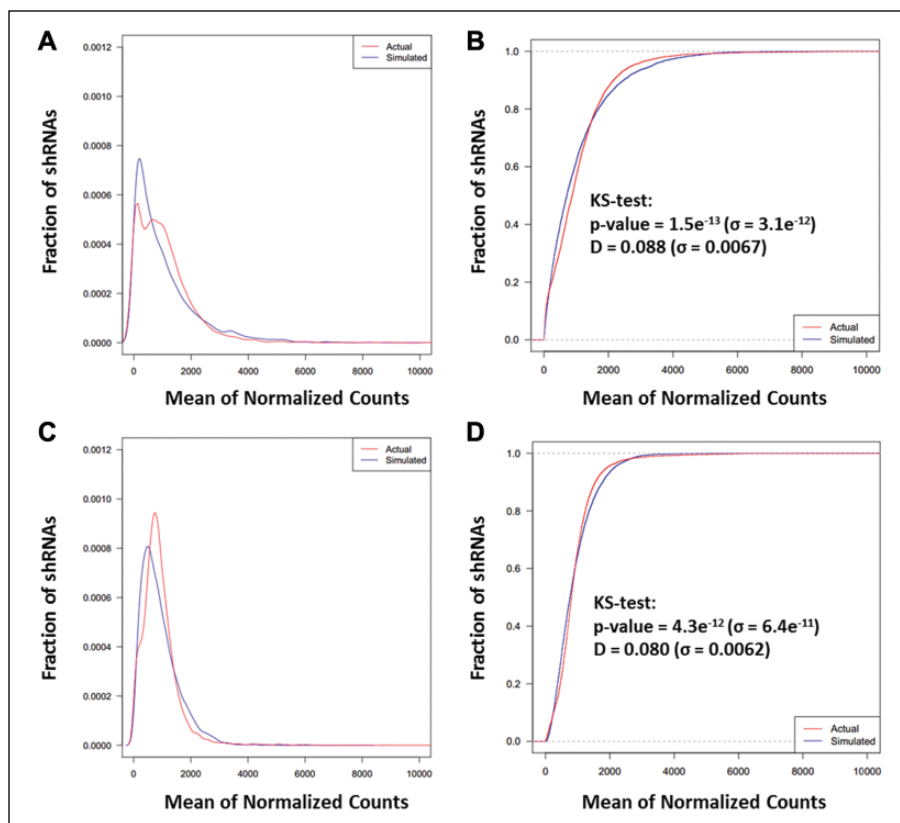 A
Fraction of shRNAs
0.0012
0.0010
0.0008
0.0006
0.0004
0.0002
0.0000
Actual
Simulated
0 2000 4000 6000 8000 10000
Mean of Normalized Counts
B
Fraction of shRNAs
1.0
0.8
0.6
0.4
0.2
0.0
KS-test:
p-value = 1.5e⁻¹³ (σ = 3.1e⁻¹²)
D = 0.088 (σ = 0.0067)
Actual
Simulated
0 2000 4000 6000 8000 10000
Mean of Normalized Counts
C
Fraction of shRNAs
0.0012
0.0010
0.0008
0.0006
0.0004
0.0002
0.0000
Actual
Simulated
0 2000 4000 6000 8000 10000
Mean of Normalized Counts
D
Fraction of shRNAs
1.0
0.8
0.6
0.4
0.2
0.0
KS-test:
p-value = 4.3e⁻¹² (σ = 6.4e⁻¹¹)
D = 0.080 (σ = 0.0062)
Actual
Simulated
0 2000 4000 6000 8000 10000
Mean of Normalized Counts